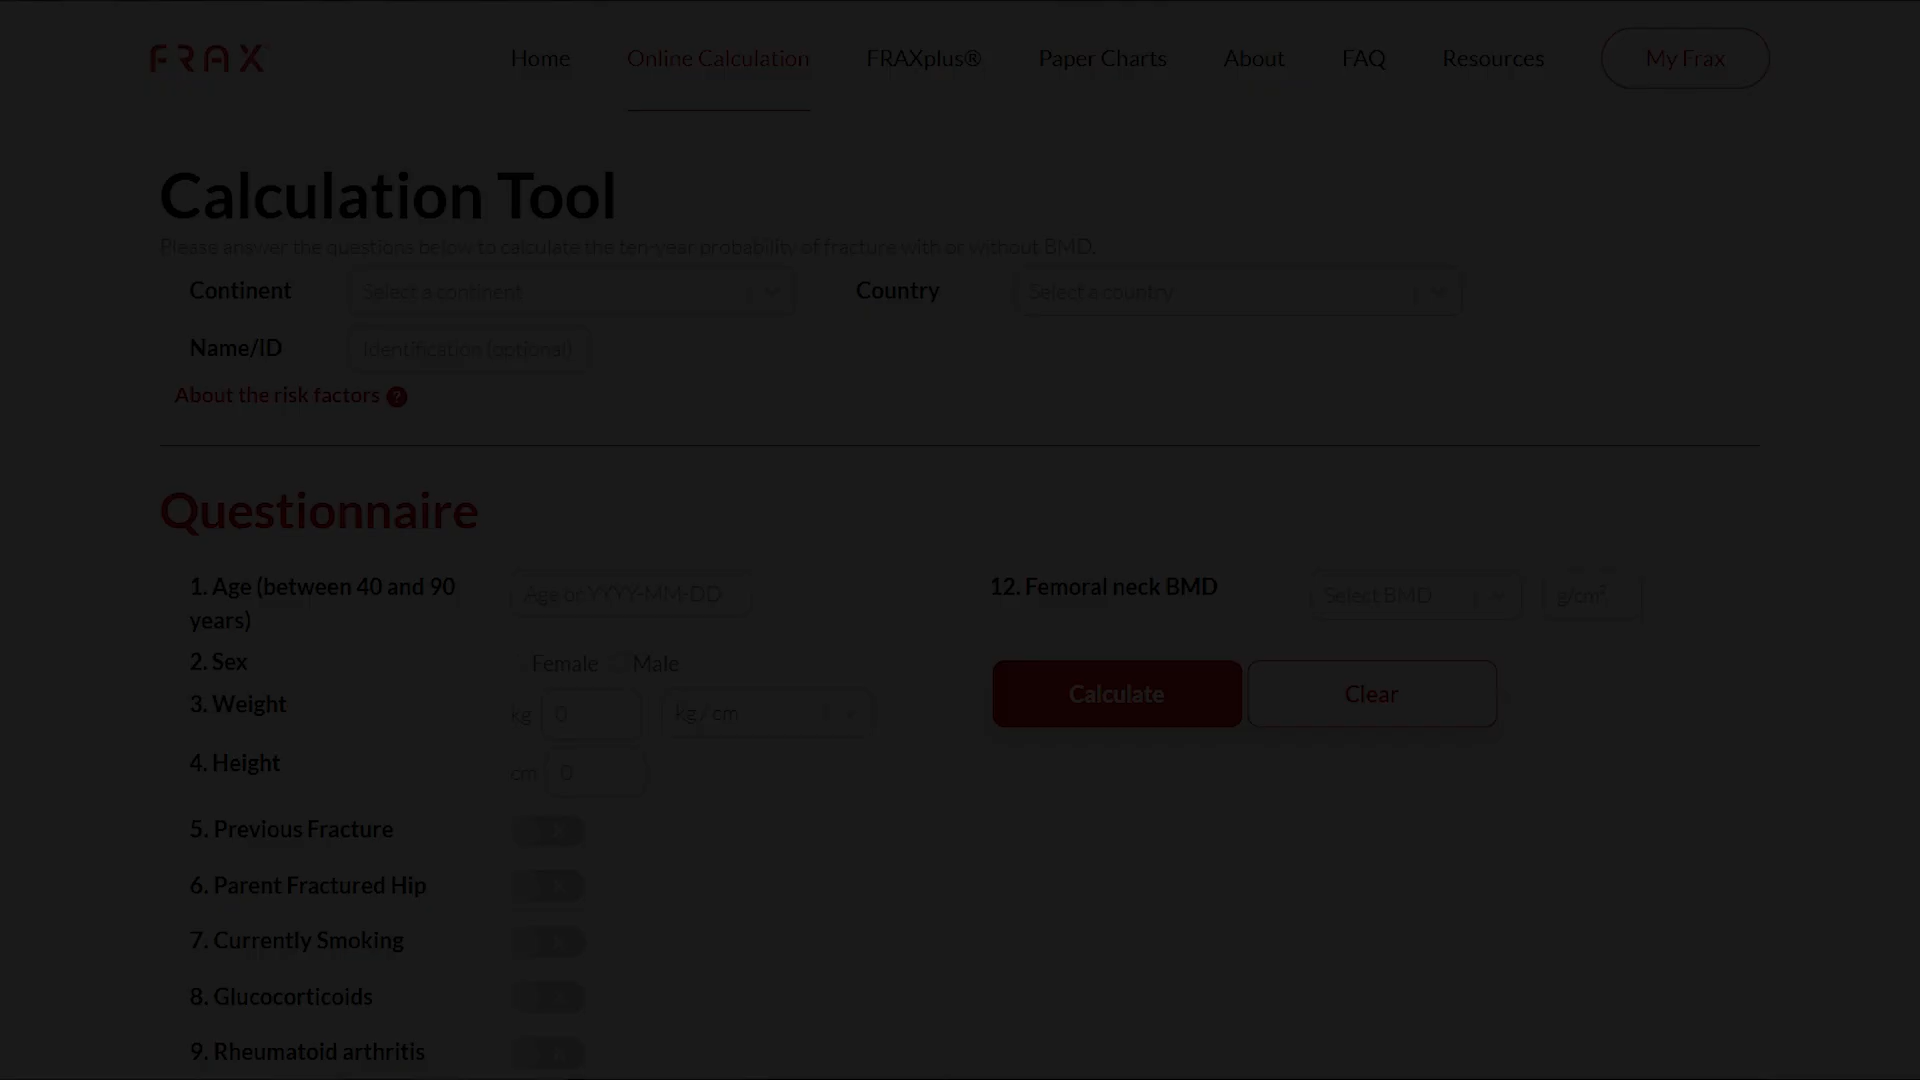 FRAX
Home Online Calculation FRAXplus® Paper Charts About FAQ Resources My Frax
Calculation Tool
Please answer the questions below to calculate the ten-year probability of fracture with or without BMD.
Continent Select a continent Country Select a country
Name/ID Identification (optional)
About the risk factors ?
Questionnaire
1. Age (between 40 and 90 years) Age or YYYY-MM-DD
2. Sex Female Male
3. Weight kg 0 kg / cm
4. Height cm 0
5. Previous Fracture
6. Parent Fractured Hip
7. Currently Smoking
8. Glucocorticoids
9. Rheumatoid arthritis
12. Femoral neck BMD Select BMD g/cm²
Calculate Clear